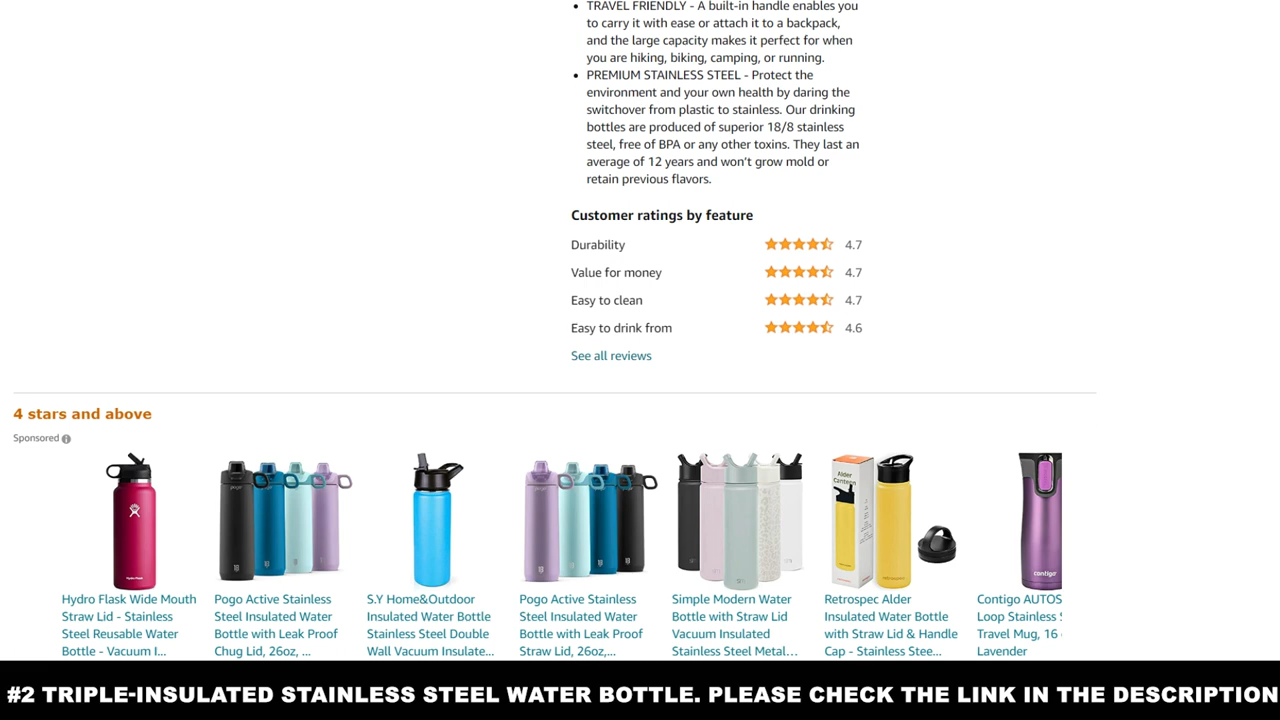 TRAVEL FRIENDLY - A built-in handle enables you
to carry it with ease or attach it to a backpack,
and the large capacity makes it perfect for when
you are hiking, biking, camping, or running.
PREMIUM STAINLESS STEEL - Protect the
environment and your own health by daring the
switchover from plastic to stainless. Our drinking
bottles are produced of superior 18/8 stainless
steel, free of BPA or any other toxins. They last an
average of 12 years and won't grow mold or
retain previous flavors.
Customer ratings by feature
Durability 4.7
Value for money 4.7
Easy to clean 4.7
Easy to drink from 4.6
See all reviews
4 stars and above
Sponsored
Alder
Canteen
contigo
Hydro Flask Wide Mouth
Straw Lid - Stainless
Steel Reusable Water
Bottle - Vacuum I...
Pogo Active Stainless
Steel Insulated Water
Bottle with Leak Proof
Chug Lid, 26oz, ...
S.Y Home&Outdoor
Insulated Water Bottle
Stainless Steel Double
Wall Vacuum Insulate...
Pogo Active Stainless
Steel Insulated Water
Bottle with Leak Proof
Straw Lid, 26oz,...
Simple Modern Water
Bottle with Straw Lid
Vacuum Insulated
Stainless Steel Metal...
Retrospec Alder
Insulated Water Bottle
with Straw Lid & Handle
Cap - Stainless Stee...
Contigo AUTOS
Loop Stainless
Travel Mug, 16
Lavender
#2 TRIPLE-INSULATED STAINLESS STEEL WATER BOTTLE. PLEASE CHECK THE LINK IN THE DESCRIPTION